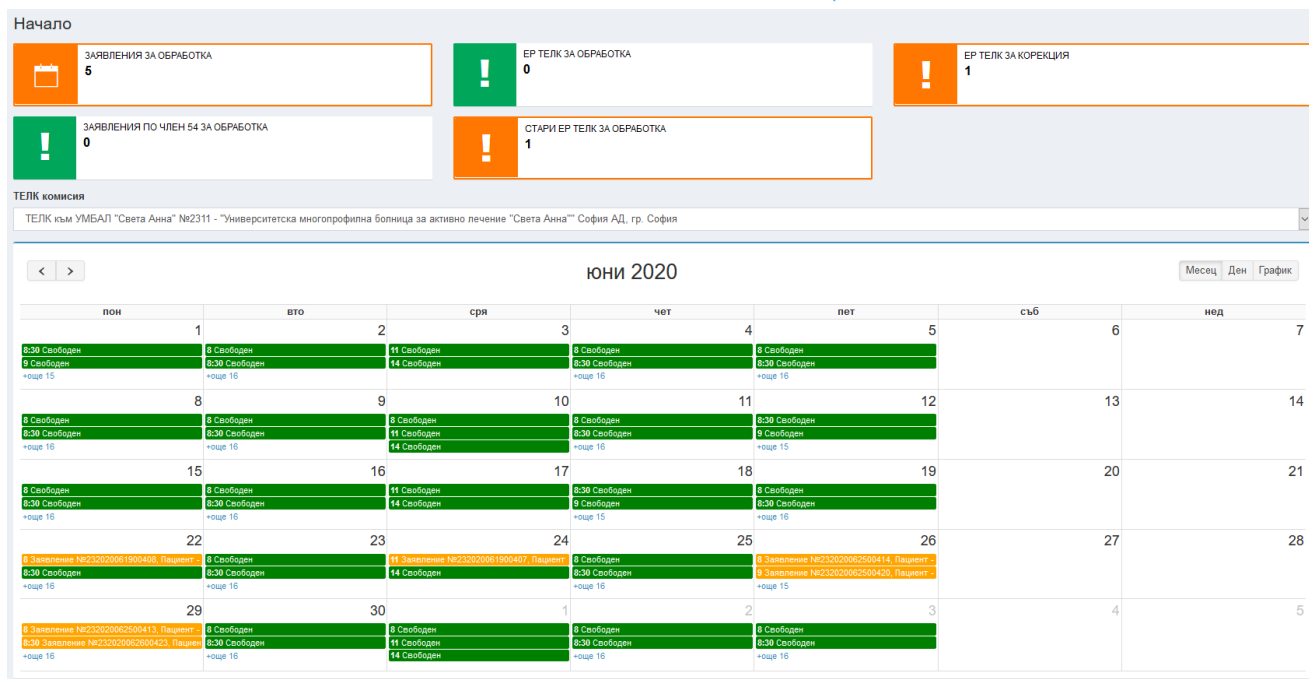 Начало
ЗАЯВЛЕНИЯ ЗА ОБРАБОТКА
5
ЕР ТЕЛК ЗА ОБРАБОТКА
0
ЕР ТЕЛК ЗА КОРЕКЦИЯ
1
ЗАЯВЛЕНИЯ ПО ЧЛЕН 54 ЗА ОБРАБОТКА
0
СТАРИ ЕР ТЕЛК ЗА ОБРАБОТКА
1
ТЕЛК комисия
ТЕЛК към УМБАЛ "Света Анна" №2311 - "Университетска многопрофилна болница за активно лечение "Света Анна"" София АД, гр. София
юни 2020
Месец Ден График
пон вто сря чет пет съб нед
1 2 3 4 5 6 7
8:30 Свободен 8 Свободен 11 Свободен 8 Свободен 8 Свободен
9 Свободен 8:30 Свободен 14 Свободен 8:30 Свободен 8:30 Свободен
+още 15 +още 16 +още 16 +още 16
8 9 10 11 12 13 14
8 Свободен 8 Свободен 8 Свободен 8 Свободен 8:30 Свободен
8:30 Свободен 8:30 Свободен 11 Свободен 8:30 Свободен 9 Свободен
+още 16 +още 16 14 Свободен +още 16 +още 15
15 16 17 18 19 20 21
8 Свободен 8 Свободен 11 Свободен 8:30 Свободен 8 Свободен
8:30 Свободен 8:30 Свободен 14 Свободен 9 Свободен 8:30 Свободен
+още 16 +още 16 +още 15 +още 16
22 23 24 25 26 27 28
8 Заявление №232020061900408, Пациент - 8 Свободен 11 Заявление №232020061900407, Пациент 8 Свободен 8 Заявление №232020062500414, Пациент -
8:30 Свободен 8:30 Свободен 14 Свободен 8:30 Свободен 9 Заявление №232020062500420, Пациент -
+още 16 +още 16 +още 16 +още 15
29 30 1 2 3 4 5
8 Заявление №232020062500413, Пациент - 8 Свободен 8 Свободен 8 Свободен 8 Свободен
8:30 Заявление №232020062600423, Пациен 8:30 Свободен 11 Свободен 8:30 Свободен 8:30 Свободен
+още 16 +още 16 14 Свободен +още 16 +още 16